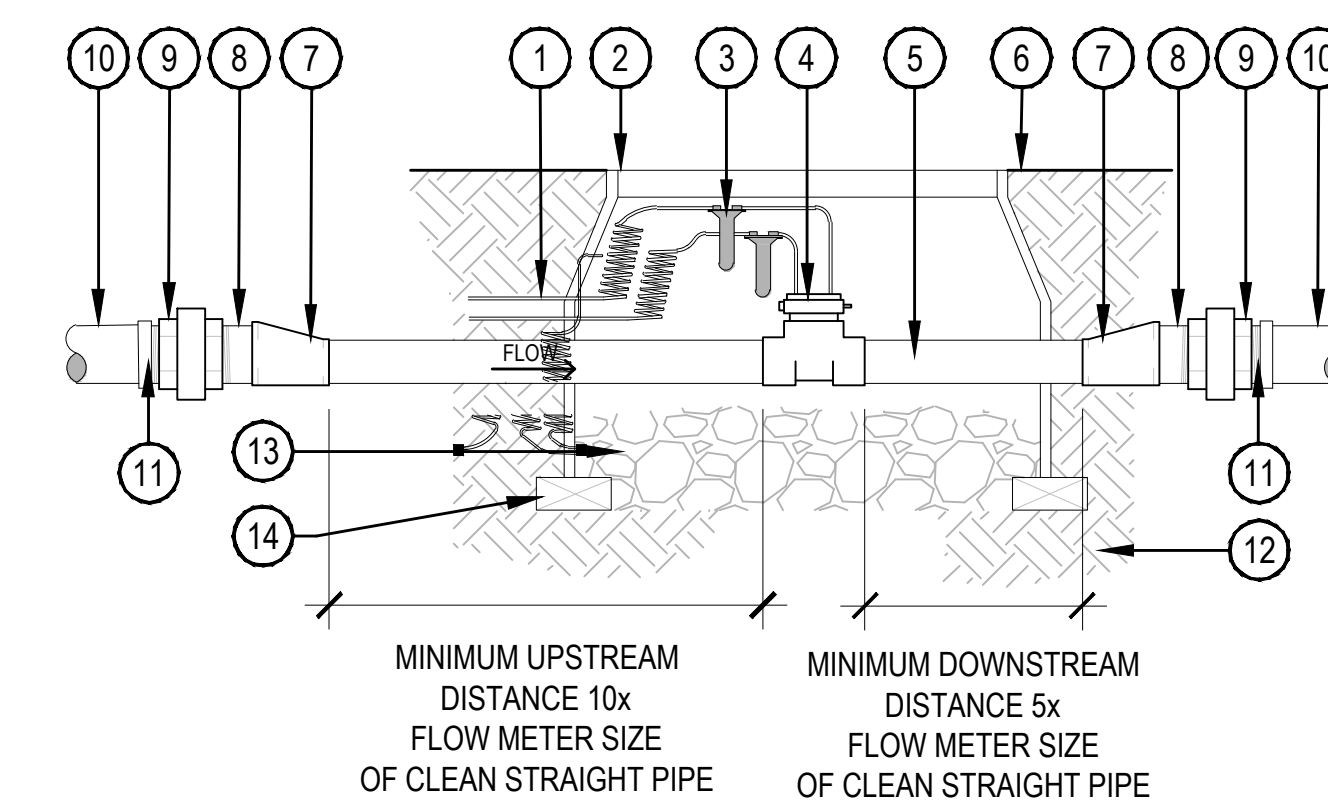 10 9 8 7 1 2 3 4 5 6 7 8 9 10
FLOW
13
11
11
14
12
MINIMUM UPSTREAM
DISTANCE 10x
FLOW METER SIZE
OF CLEAN STRAIGHT PIPE
MINIMUM DOWNSTREAM
DISTANCE 5x
FLOW METER SIZE
OF CLEAN STRAIGHT PIPE